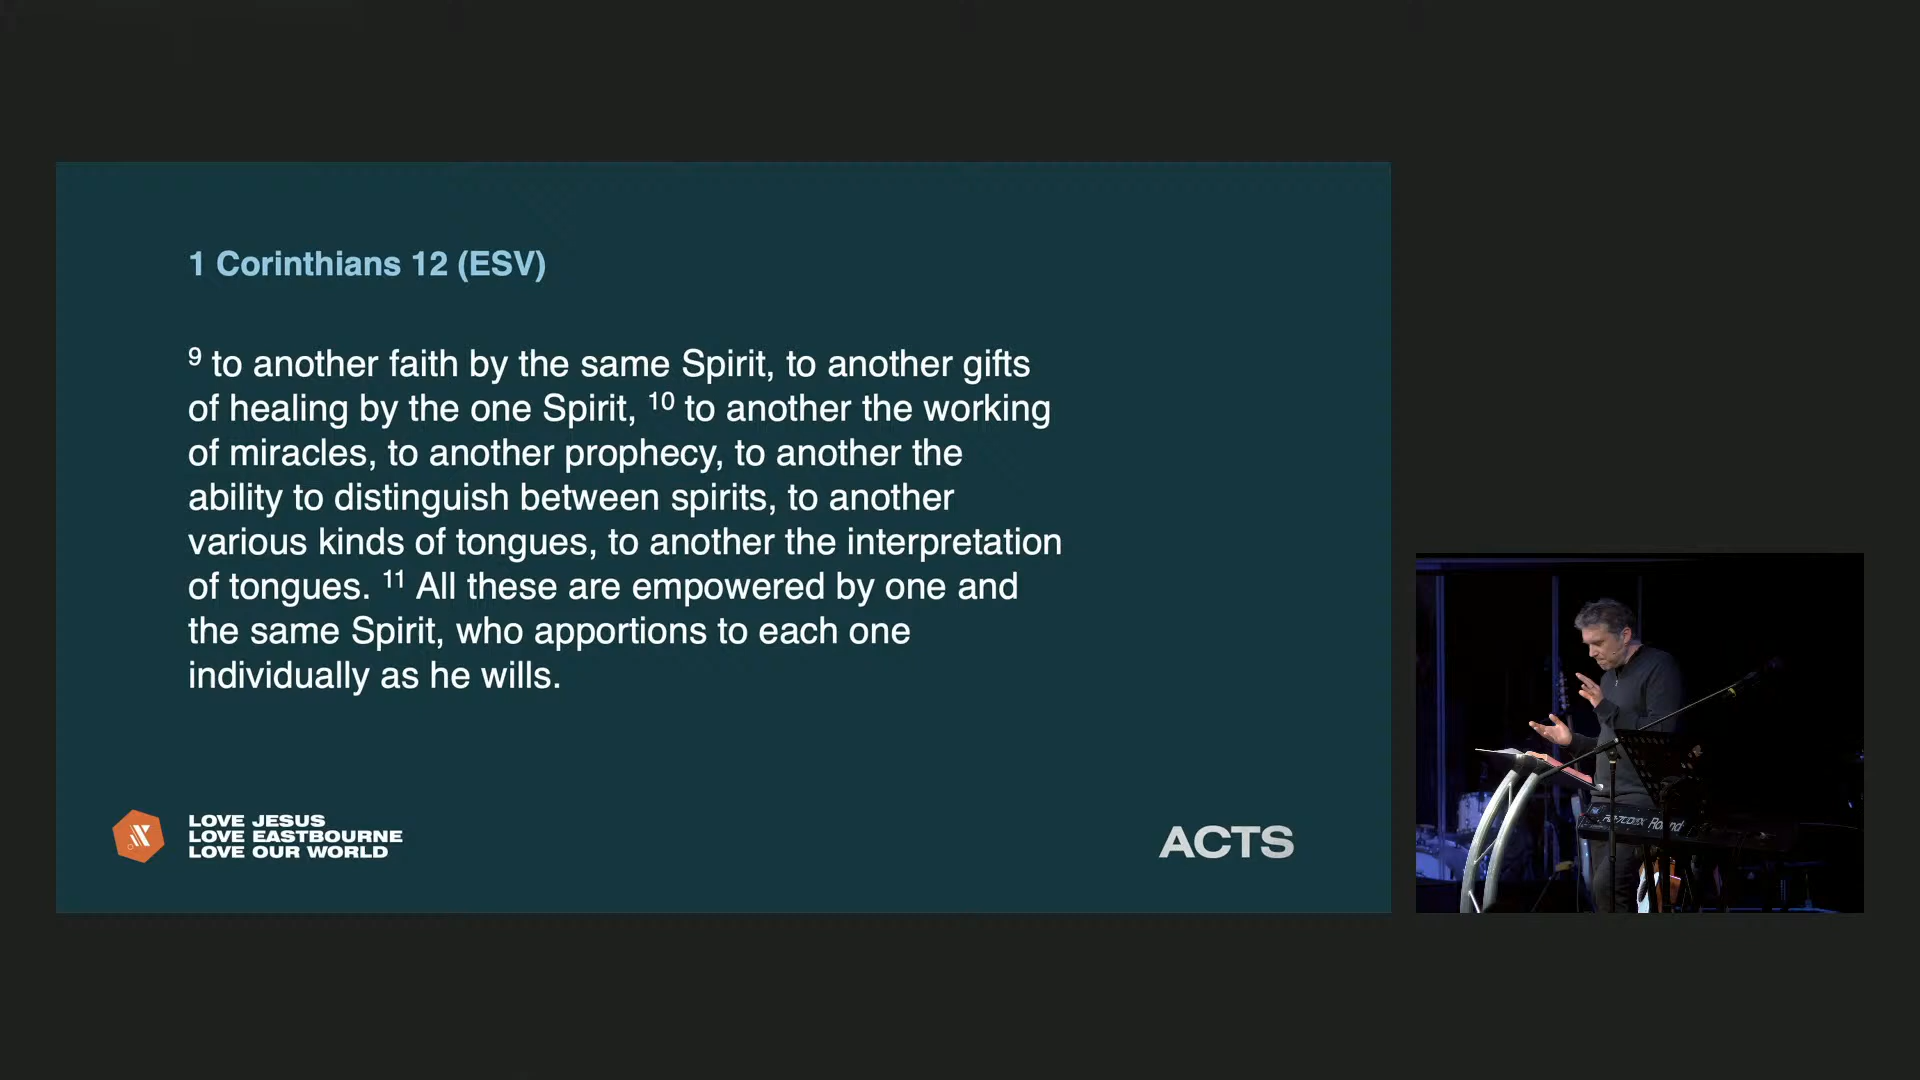 1 Corinthians 12 (ESV)
9 to another faith by the same Spirit, to another gifts
of healing by the one Spirit, 10 to another the working
of miracles, to another prophecy, to another the
ability to distinguish between spirits, to another
various kinds of tongues, to another the interpretation
of tongues. 11 All these are empowered by one and
the same Spirit, who apportions to each one
individually as he wills.
LOVE JESUS
LOVE EASTBOURNE
LOVE OUR WORLD
ACTS
Roland